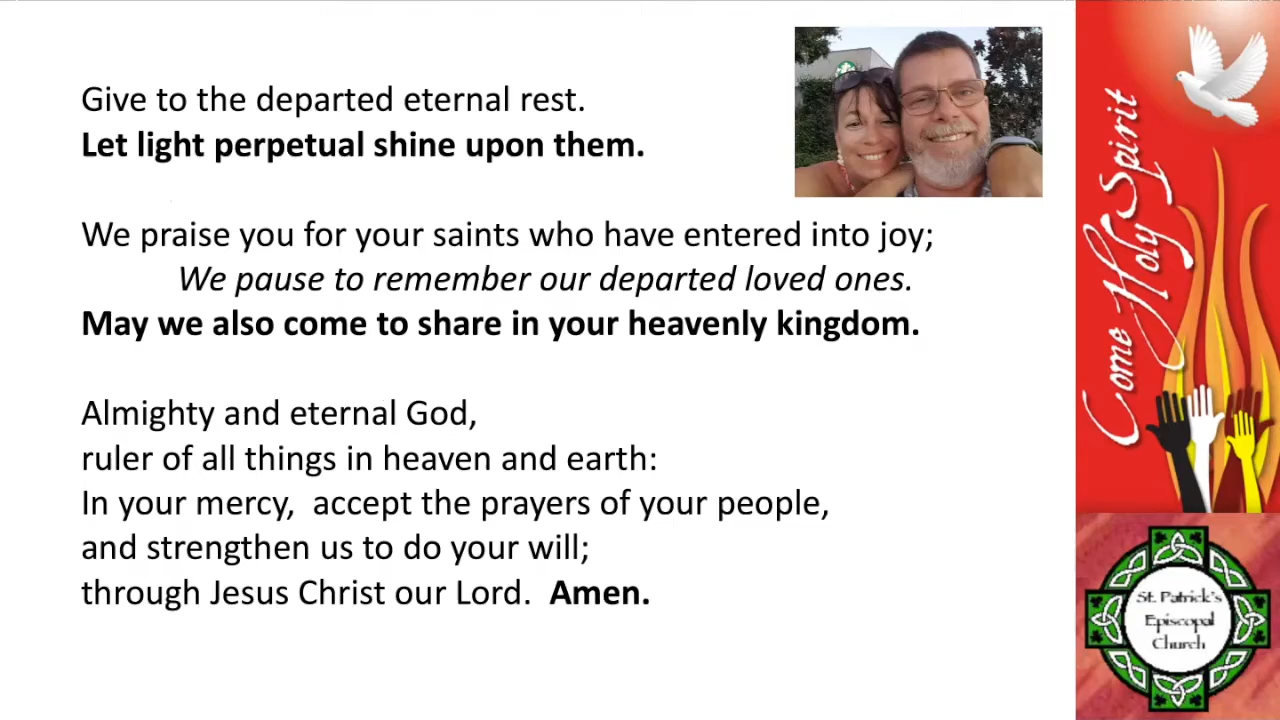 Give to the departed eternal rest.
Let light perpetual shine upon them.
We praise you for your saints who have entered into joy;
We pause to remember our departed loved ones.
May we also come to share in your heavenly kingdom.
Almighty and eternal God,
ruler of all things in heaven and earth:
In your mercy,  accept the prayers of your people,
and strengthen us to do your will;
through Jesus Christ our Lord.  Amen.
Come Holy Spirit
St. Patrick's
Episcopal
Church